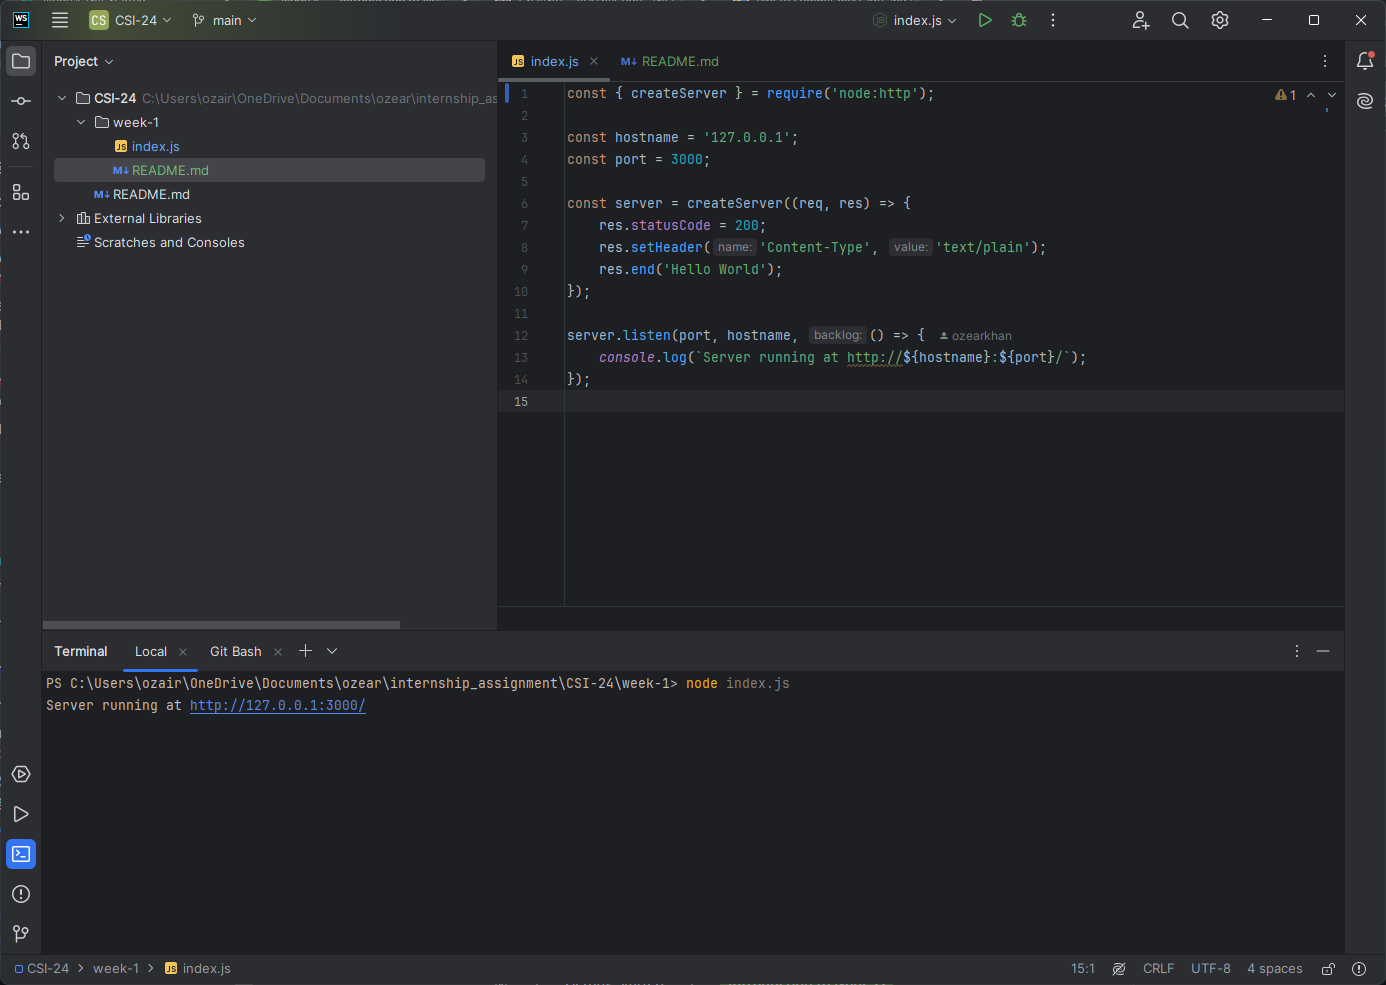 WS
CS CSI-24
main
index.js
Project
CSI-24 C:\Users\ozair\OneDrive\Documents\ozear\internship_as
week-1
JS index.js
M↓ README.md
M↓ README.md
External Libraries
Scratches and Consoles
JS index.js
M↓ README.md
1 const { createServer } = require('node:http');
1
2
3 const hostname = '127.0.0.1';
4 const port = 3000;
5
6 const server = createServer((req, res) => {
7 res.statusCode = 200;
8 res.setHeader( name: 'Content-Type', value: 'text/plain');
9 res.end('Hello World');
10 });
11
12 server.listen(port, hostname, backlog: () => { ozearkhan
13 console.log(`Server running at http://${hostname}:${port}/`);
14 });
15
Terminal Local Git Bash
PS C:\Users\ozair\OneDrive\Documents\ozear\internship_assignment\CSI-24\week-1> node index.js
Server running at http://127.0.0.1:3000/
CSI-24 > week-1 > JS index.js
15:1 CRLF UTF-8 4 spaces